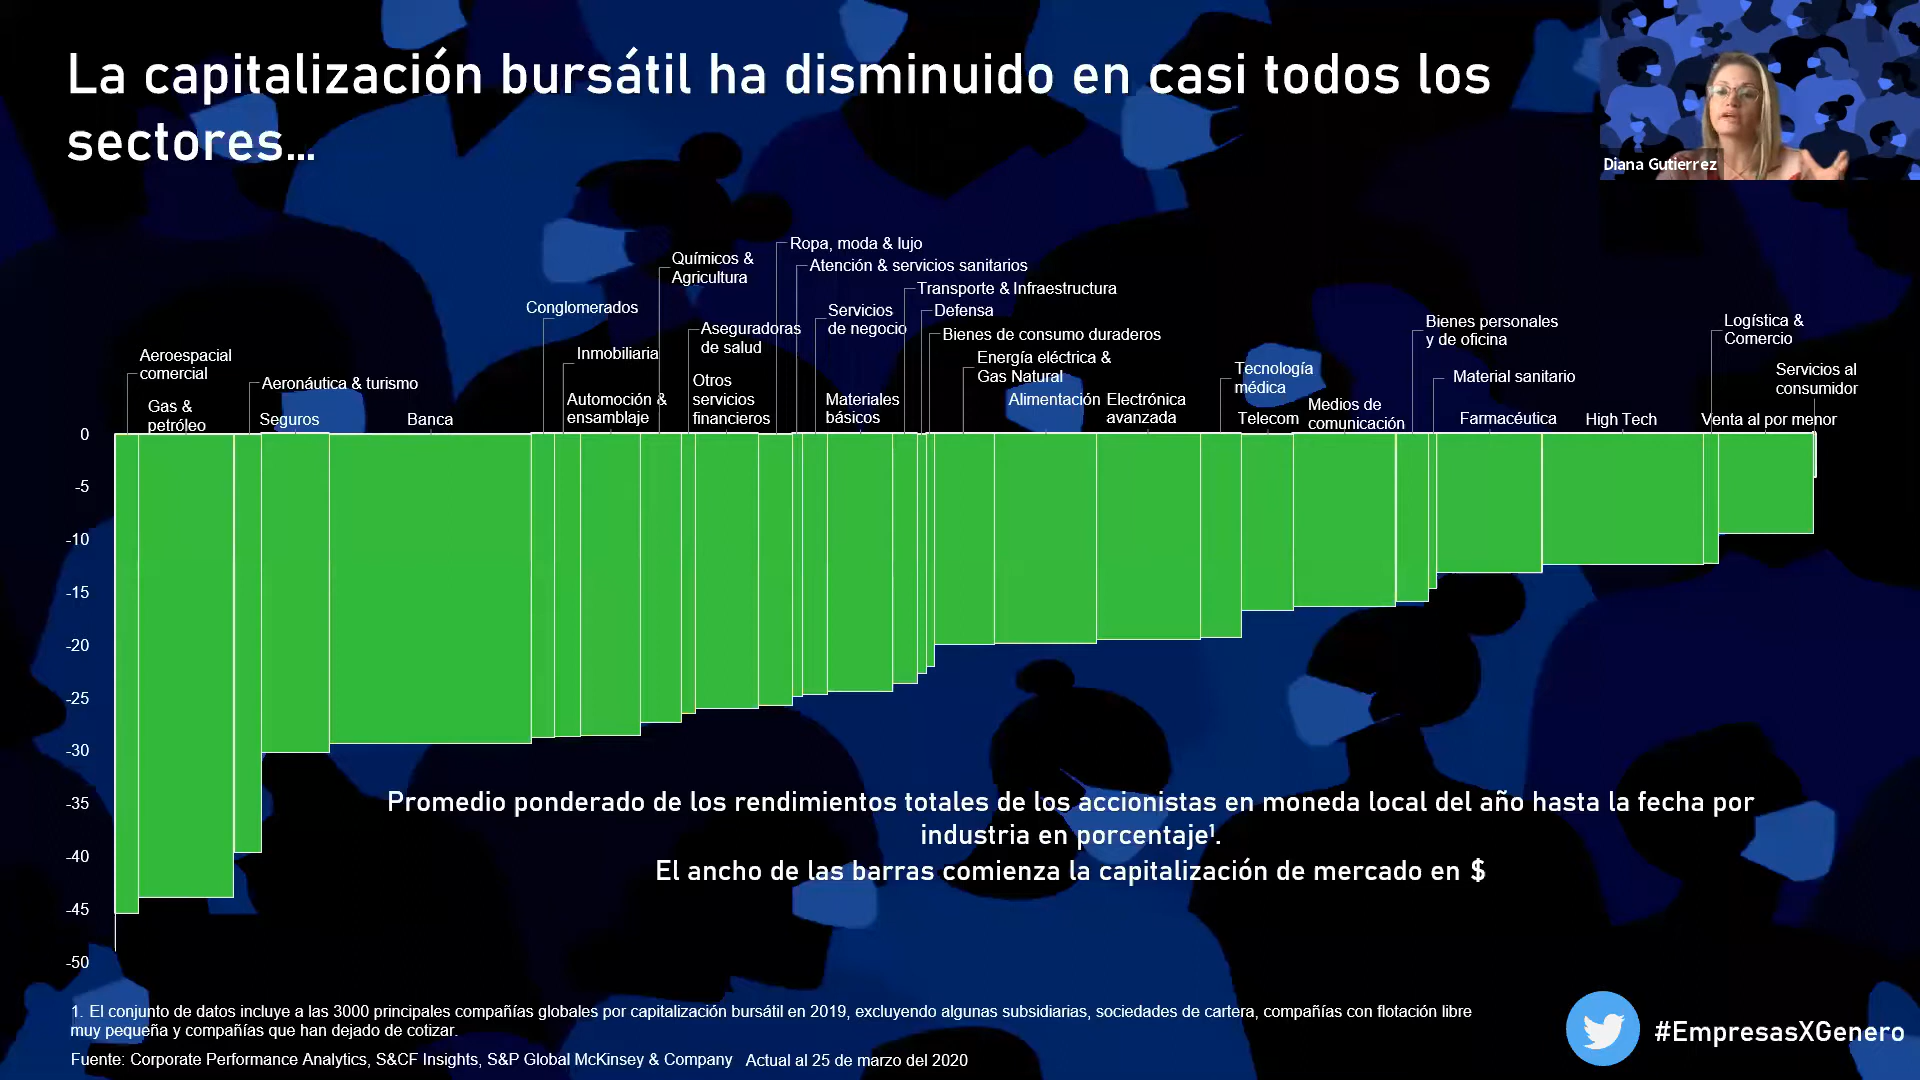 La capitalización bursátil ha disminuido en casi todos los
sectores...
Diana Gutierrez
Ropa, moda & lujo
Químicos &
Agricultura
Atención & servicios sanitarios
Transporte & Infraestructura
Conglomerados
Servicios
de negocio
Defensa
Aseguradoras
de salud
Bienes de consumo duraderos
Bienes personales
y de oficina
Logística &
Comercio
Aeroespacial
comercial
Inmobiliaria
Energía eléctrica &
Gas Natural
Tecnología
médica
Servicios al
consumidor
Aeronáutica & turismo
Otros
servicios
financieros
Material sanitario
Gas &
petróleo
Seguros
Banca
Automoción &
ensamblaje
Materiales
básicos
Alimentación
Electrónica
avanzada
Telecom
Medios de
comunicación
Farmacéutica
High Tech
Venta al por menor
0
-5
-10
-15
-20
-25
-30
-35
-40
-45
-50
Promedio ponderado de los rendimientos totales de los accionistas en moneda local del año hasta la fecha por
industria en porcentaje¹.
El ancho de las barras comienza la capitalización de mercado en $
1. El conjunto de datos incluye a las 3000 principales compañías globales por capitalización bursátil en 2019, excluyendo algunas subsidiarias, sociedades de cartera, compañías con flotación libre
muy pequeña y compañías que han dejado de cotizar.
Fuente: Corporate Performance Analytics, S&CF Insights, S&P Global McKinsey & Company Actual al 25 de marzo del 2020
#EmpresasXGenero